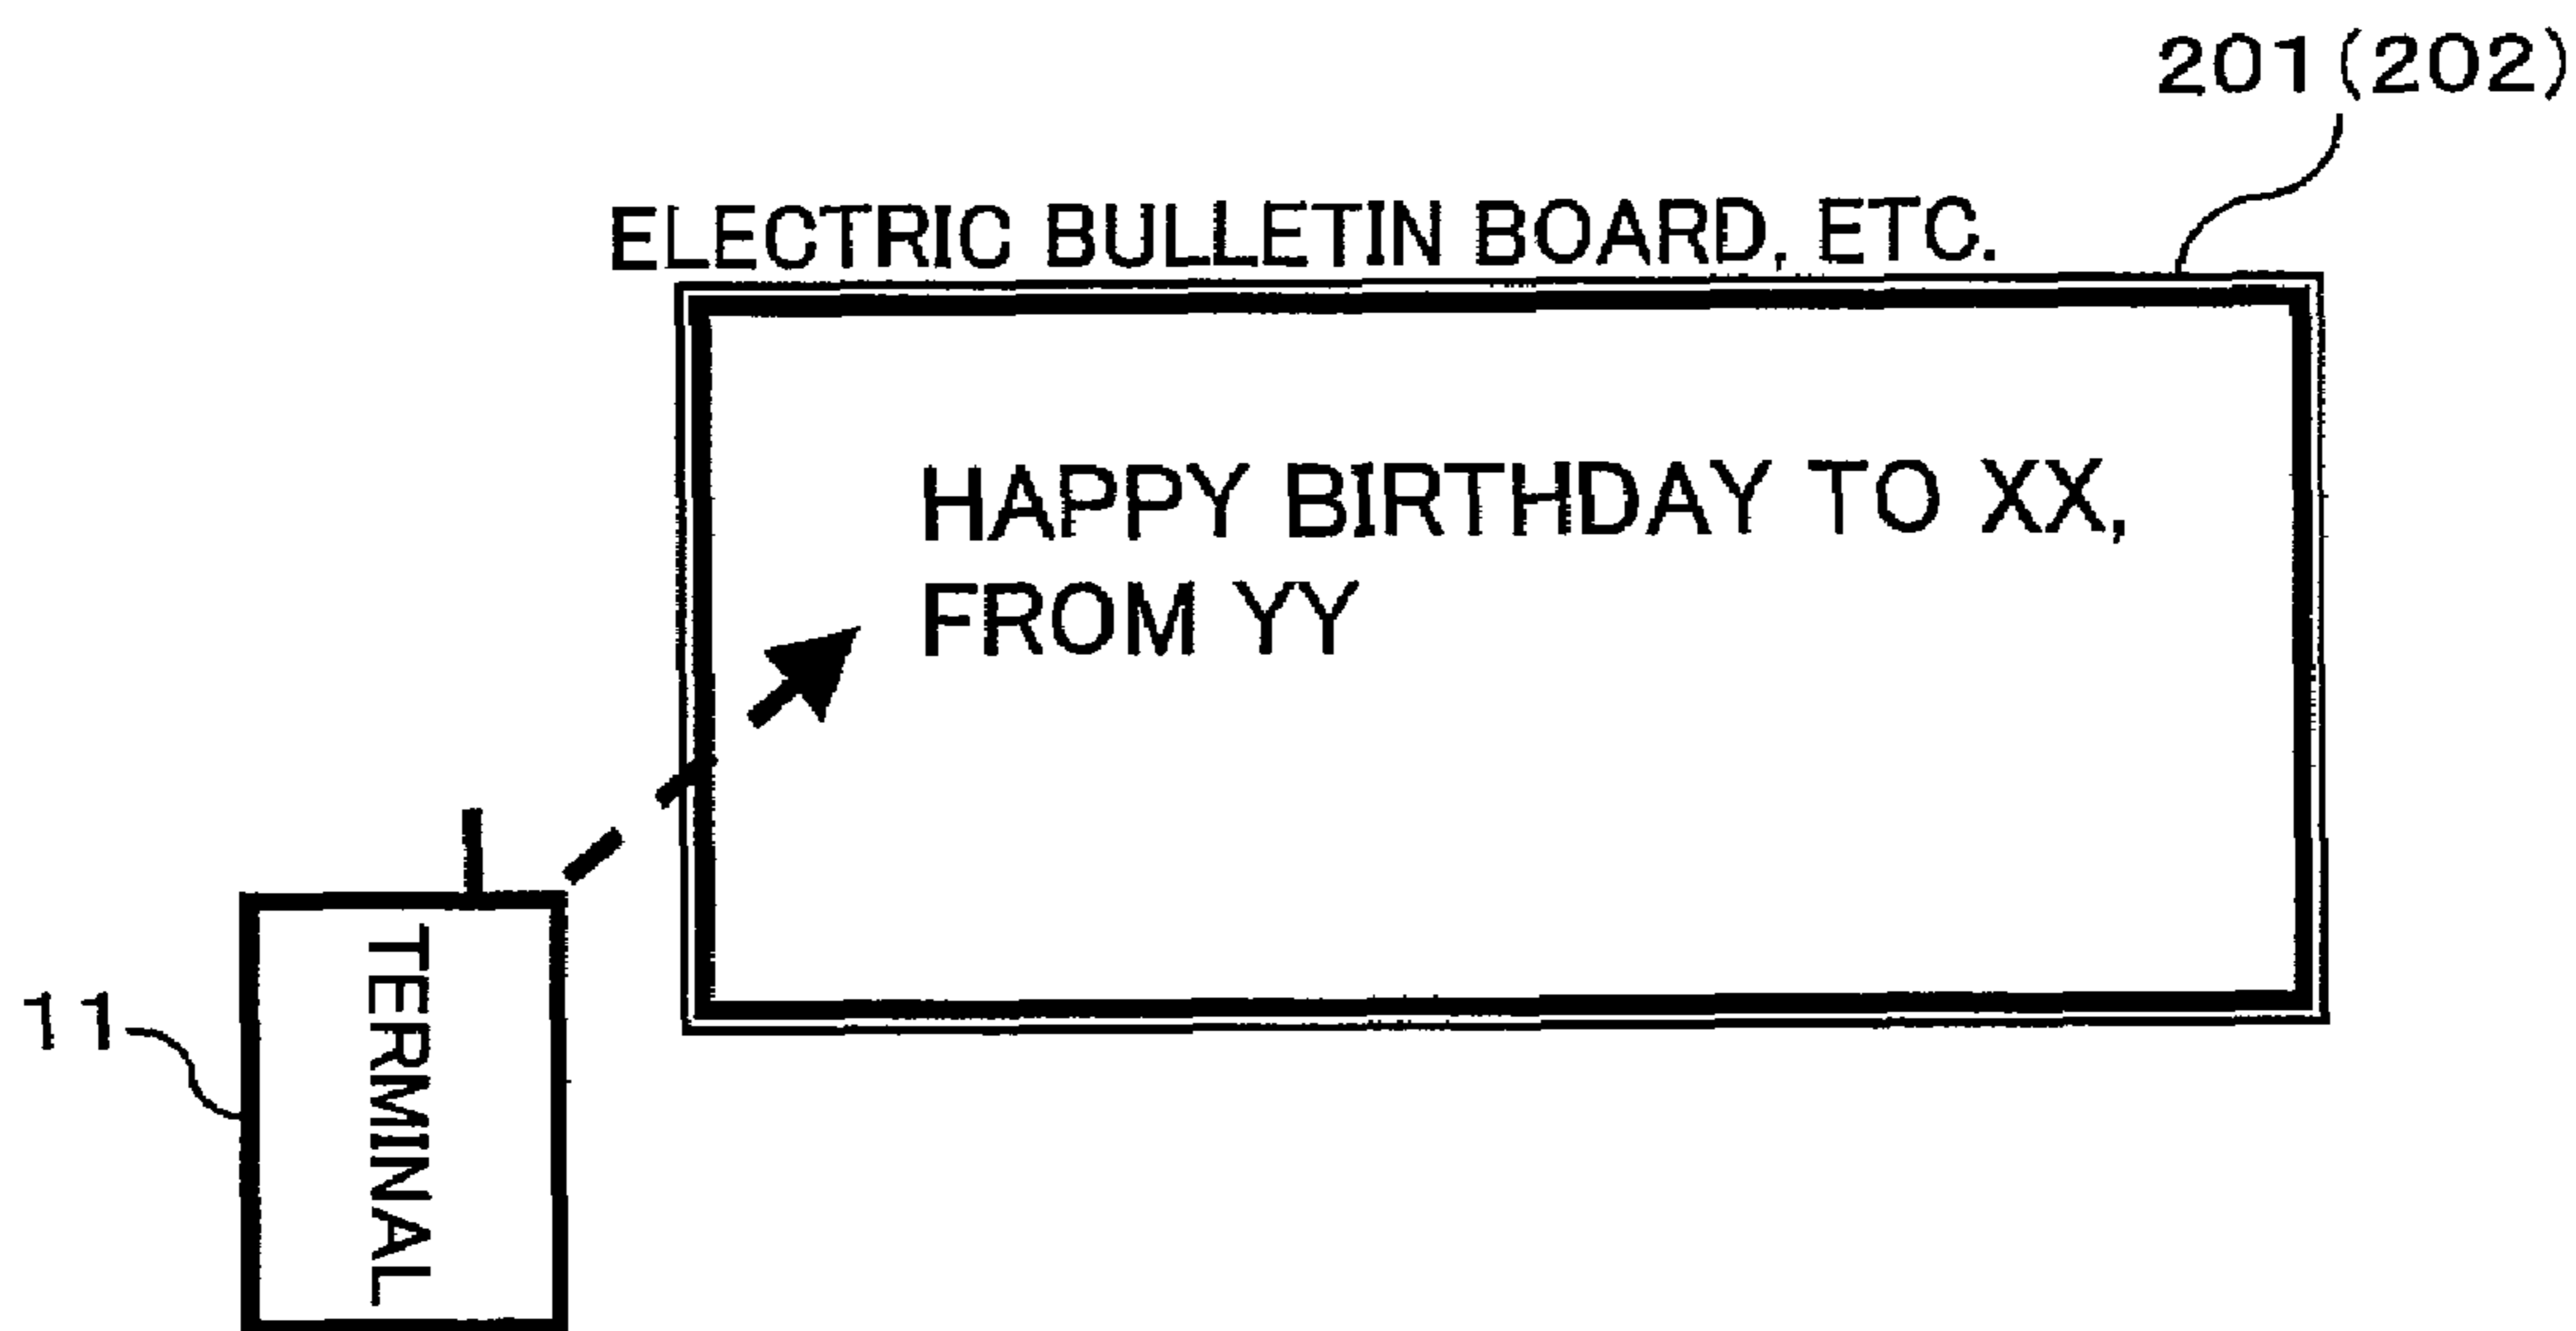 201(202)
ELECTRIC BULLETIN BOARD, ETC.
HAPPY BIRTHDAY TO XX,
FROM YY
11
TERMINAL